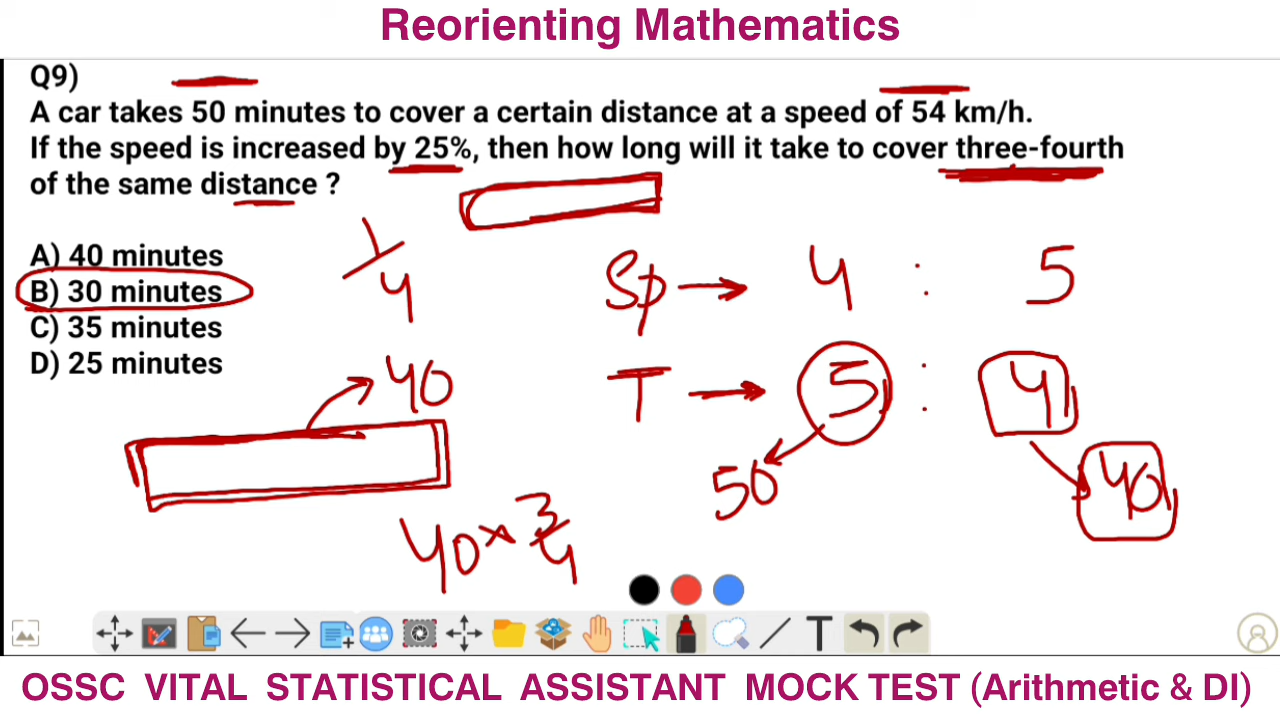 Reorienting Mathematics
Q9)
A car takes 50 minutes to cover a certain distance at a speed of 54 km/h.
If the speed is increased by 25%, then how long will it take to cover three-fourth
of the same distance ?
A) 40 minutes
B) 30 minutes
C) 35 minutes
D) 25 minutes
1/4
Sp → 4 : 5
T → 5 : 4
40
50
40
40 × 3/4
T
OSSC VITAL STATISTICAL ASSISTANT MOCK TEST (Arithmetic & DI)